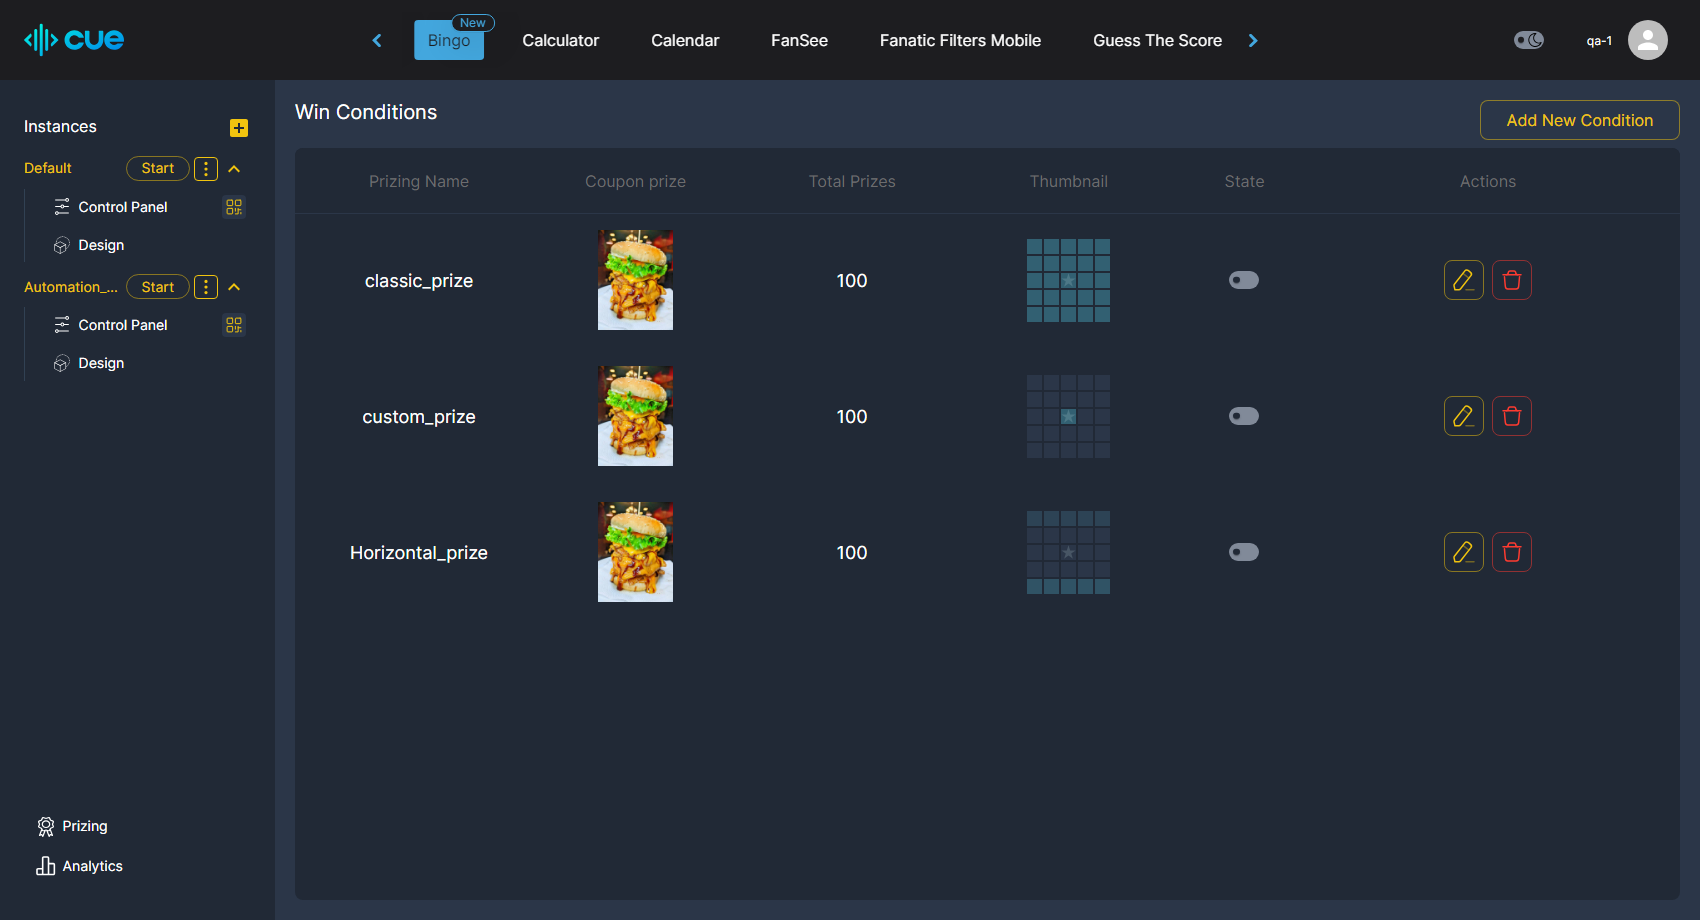 cue
New
Bingo
Calculator
Calendar
FanSee
Fanatic Filters Mobile
Guess The Score
qa-1
Instances
Default
Start
Control Panel
Design
Automation_...
Start
Control Panel
Design
Prizing
Analytics
Win Conditions
Add New Condition
Prizing Name Coupon prize Total Prizes Thumbnail State Actions
classic_prize 100
custom_prize 100
Horizontal_prize 100